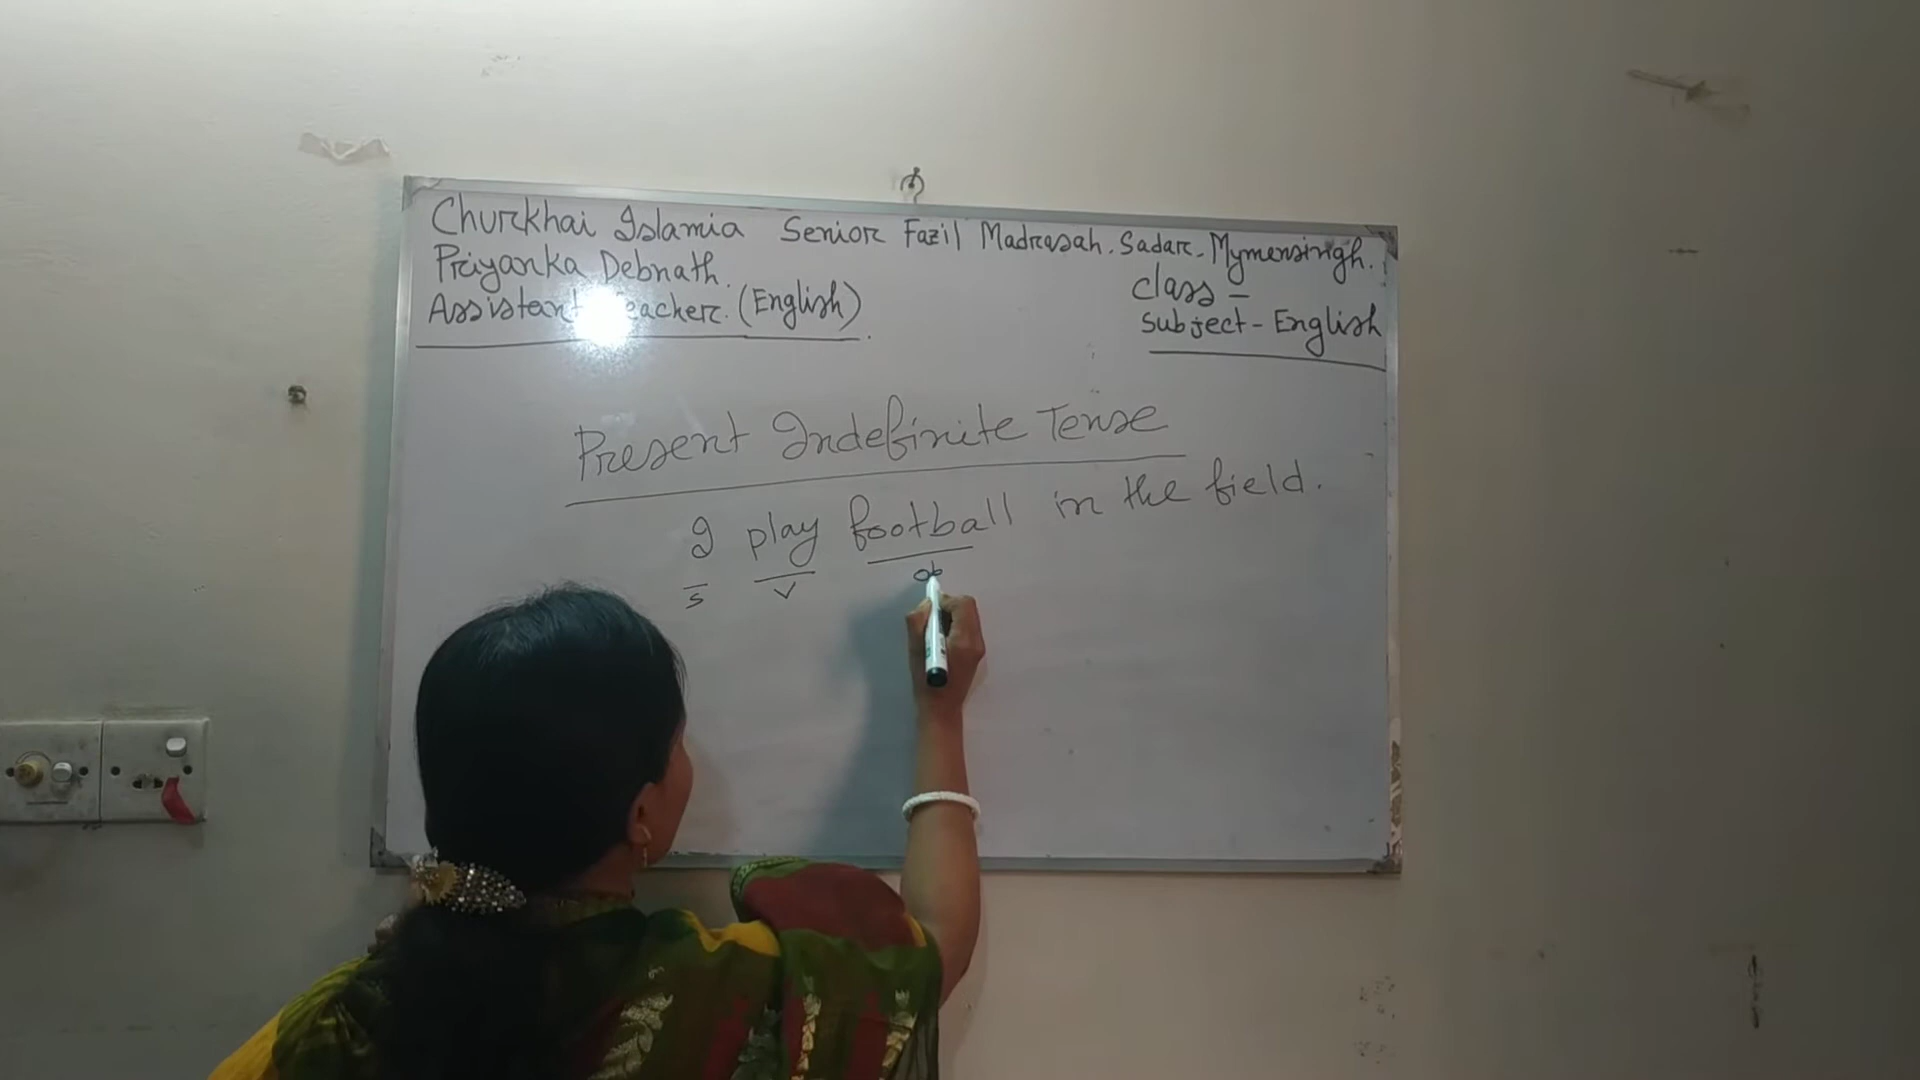 Churkhai Islamia Senior Fazil Madrasah. Sadar. Mymensingh.
Priyanka Debnath.
Assistant Teacher. (English)
Class -
Subject - English
Present Indefinite Tense
I play football in the field.
S V ob